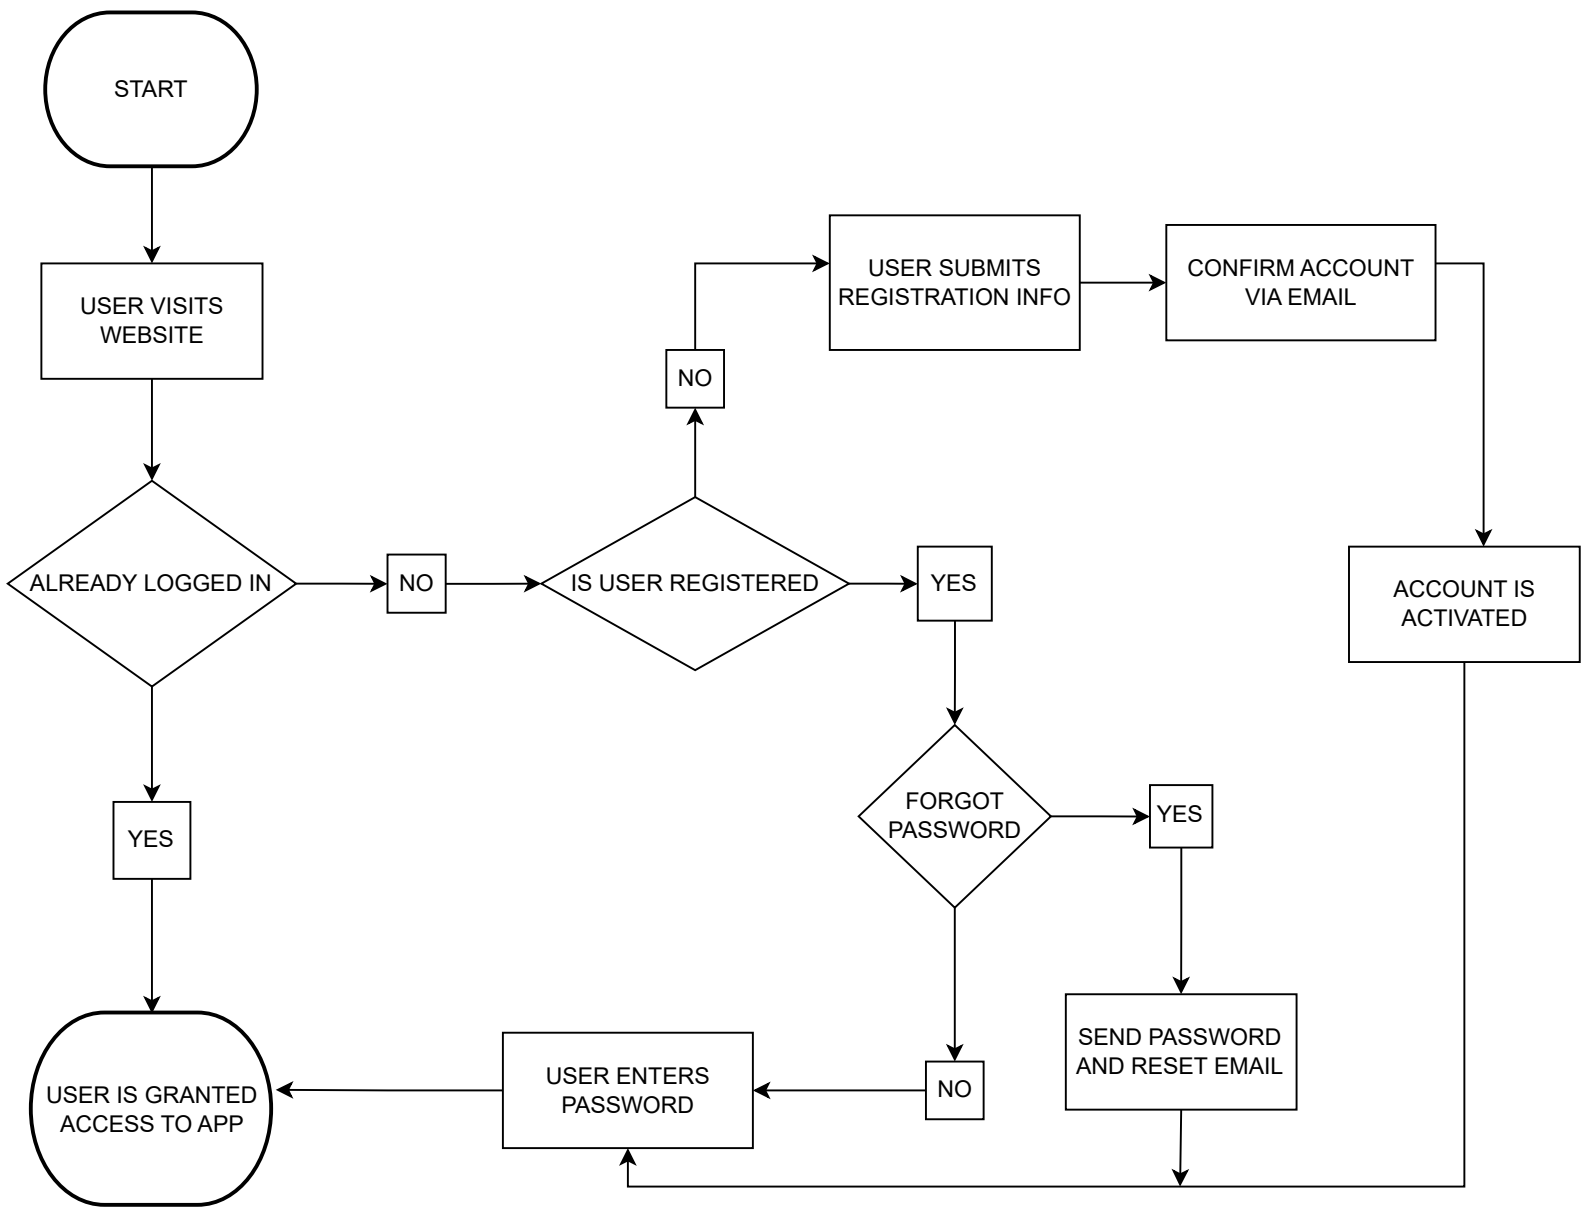 START
USER VISITS
WEBSITE
ALREADY LOGGED IN
NO
IS USER REGISTERED
NO
USER SUBMITS
REGISTRATION INFO
CONFIRM ACCOUNT
VIA EMAIL
ACCOUNT IS
ACTIVATED
YES
FORGOT
PASSWORD
YES
SEND PASSWORD
AND RESET EMAIL
NO
USER ENTERS
PASSWORD
YES
USER IS GRANTED
ACCESS TO APP